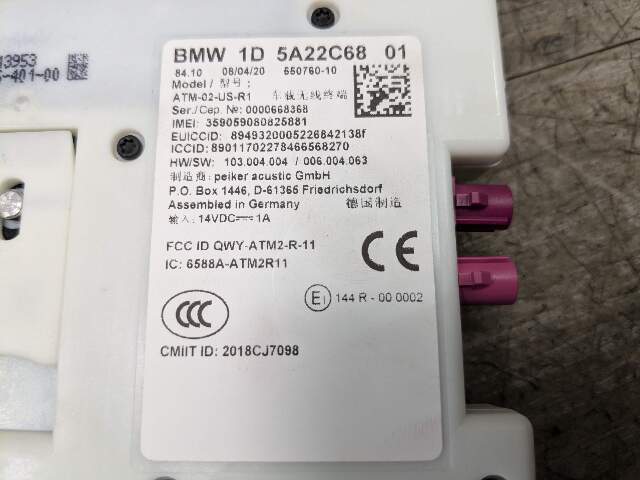 13953
-401-00
BMW 1D 5A22C68 01
84.10 08/04/20 550760-10
Model / 型号:
ATM-02-US-R1 车载无线终端
Ser./Сер. №: 0000668368
IMEI: 359059080825881
EUICCID: 8949320005226842138f
ICCID: 89011702278466568270
HW/SW: 103.004.004 / 006.004.063
制造商: peiker acustic GmbH
P.O. Box 1446, D-61365 Friedrichsdorf
Assembled in Germany 德国制造
输入: 14VDC⎓1A
FCC ID QWY-ATM2-R-11
IC: 6588A-ATM2R11
CE
CCC
E1 144 R - 00 0002
CMIIT ID: 2018CJ7098